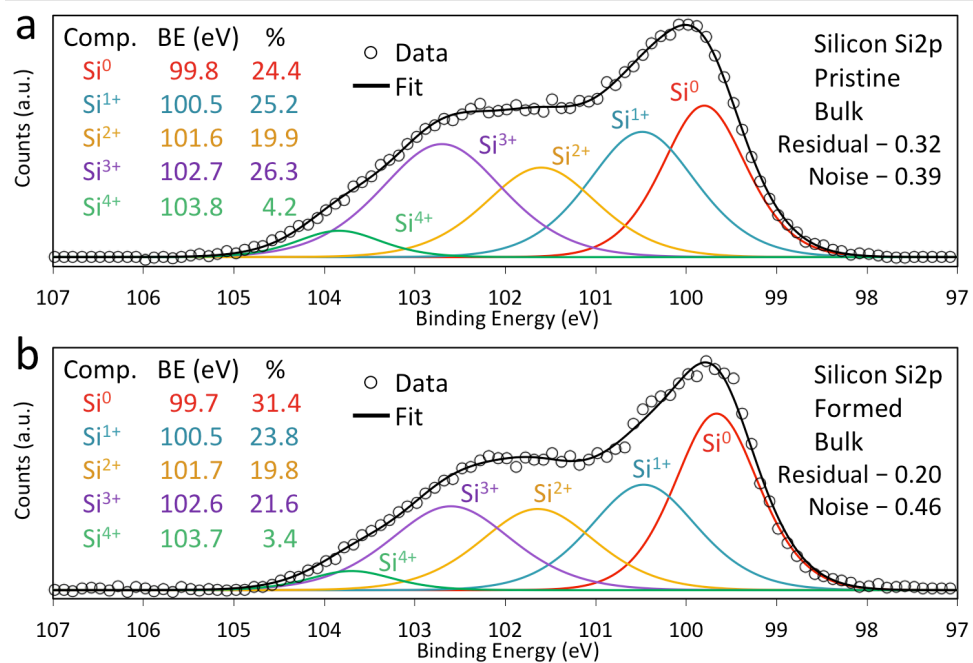 a
Comp. BE (eV) %
Si⁰ 99.8 24.4
Si¹⁺ 100.5 25.2
Si²⁺ 101.6 19.9
Si³⁺ 102.7 26.3
Si⁴⁺ 103.8 4.2
Data
Fit
Silicon Si2p
Pristine
Bulk
Residual – 0.32
Noise – 0.39
Si⁴⁺
Si³⁺
Si²⁺
Si¹⁺
Si⁰
Counts (a.u.)
107 106 105 104 103 102 101 100 99 98 97
Binding Energy (eV)
b
Comp. BE (eV) %
Si⁰ 99.7 31.4
Si¹⁺ 100.5 23.8
Si²⁺ 101.7 19.8
Si³⁺ 102.6 21.6
Si⁴⁺ 103.7 3.4
Data
Fit
Silicon Si2p
Formed
Bulk
Residual – 0.20
Noise – 0.46
Si⁴⁺
Si³⁺
Si²⁺
Si¹⁺
Si⁰
Counts (a.u.)
107 106 105 104 103 102 101 100 99 98 97
Binding Energy (eV)